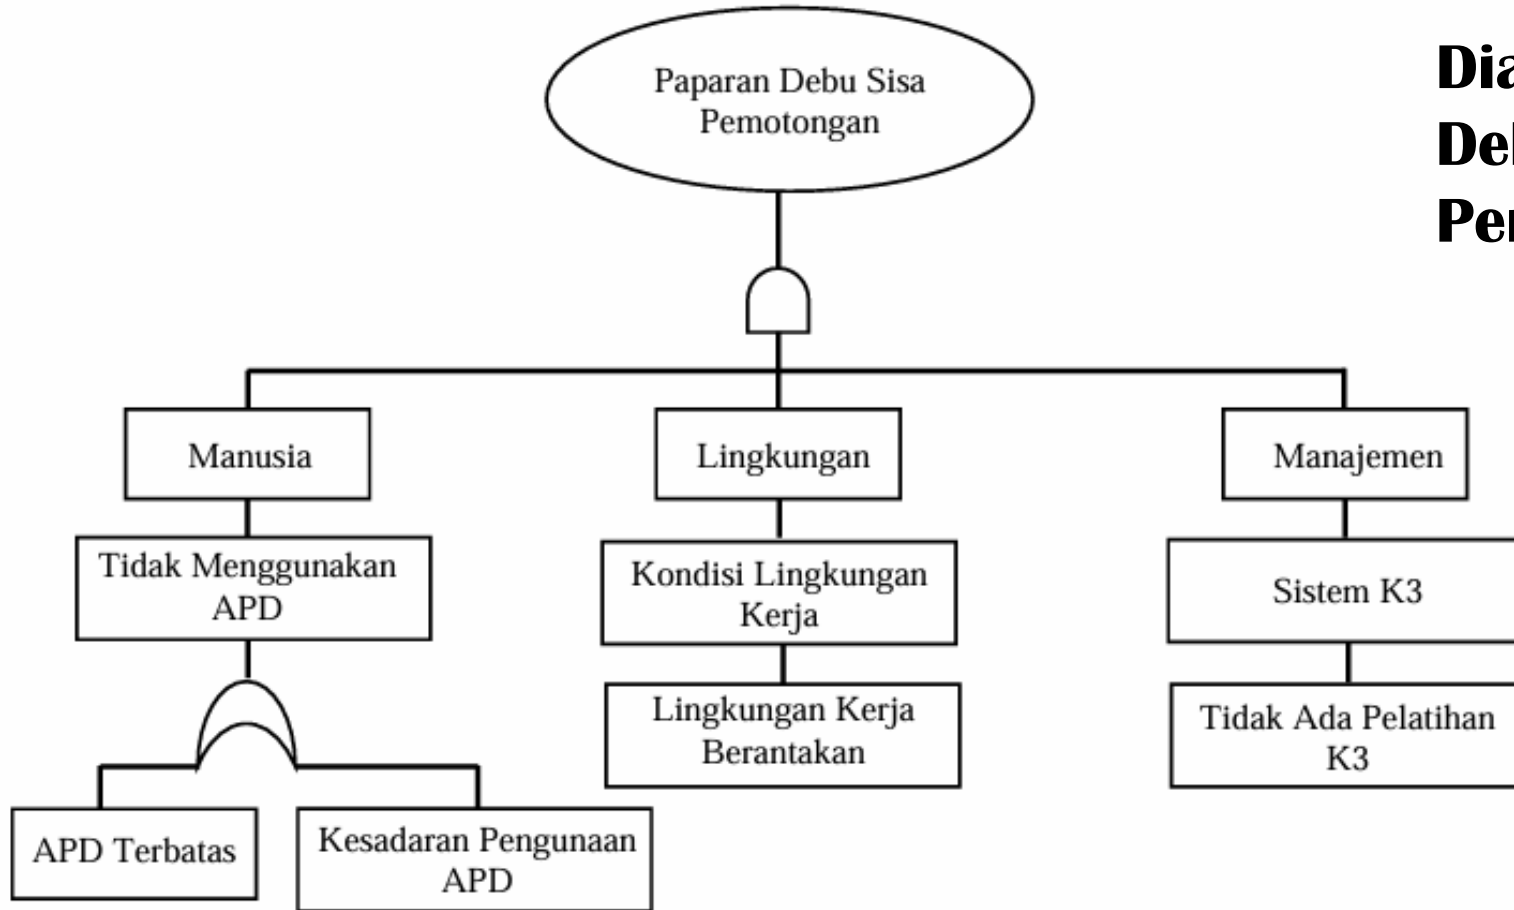 Paparan Debu Sisa
Pemotongan
Manusia
Lingkungan
Manajemen
Tidak Menggunakan
APD
Kondisi Lingkungan
Kerja
Sistem K3
Lingkungan Kerja
Berantakan
Tidak Ada Pelatihan
K3
APD Terbatas
Kesadaran Pengunaan
APD